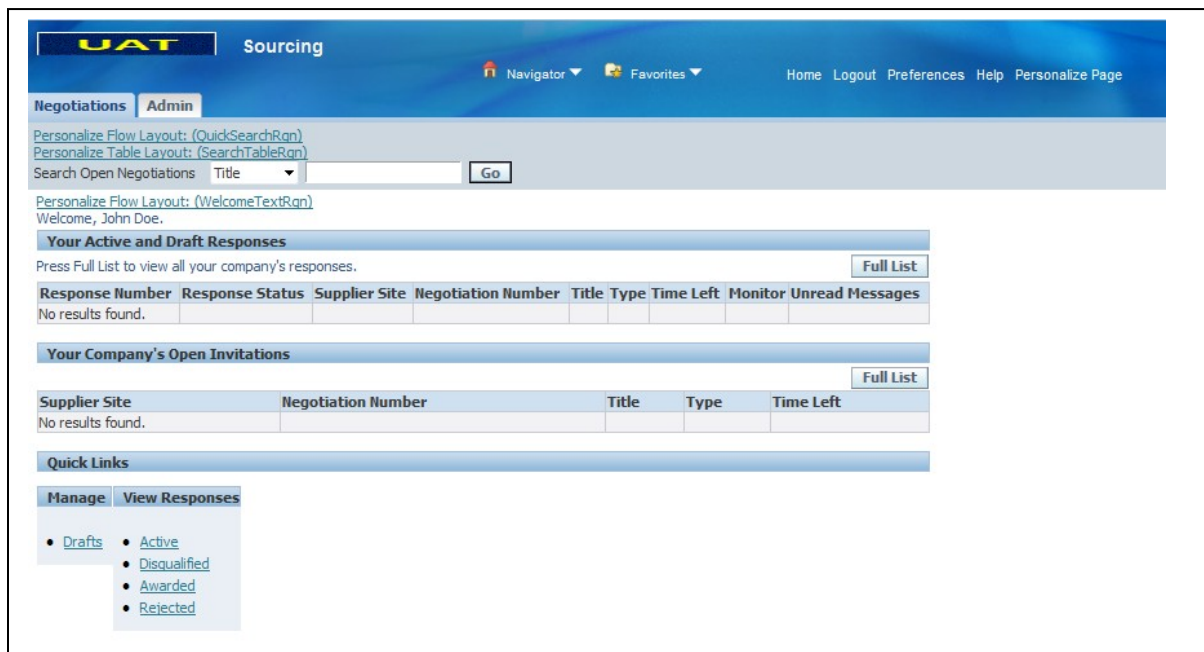 UAT Sourcing
Navigator Favorites Home Logout Preferences Help Personalize Page
Negotiations Admin
Personalize Flow Layout: (QuickSearchRgn)
Personalize Table Layout: (SearchTableRgn)
Search Open Negotiations Title Go
Personalize Flow Layout: (WelcomeTextRgn)
Welcome, John Doe.
Your Active and Draft Responses
Press Full List to view all your company's responses. Full List
Response Number Response Status Supplier Site Negotiation Number Title Type Time Left Monitor Unread Messages
No results found.
Your Company's Open Invitations
Full List
Supplier Site Negotiation Number Title Type Time Left
No results found.
Quick Links
Manage View Responses
• Drafts • Active
• Disqualified
• Awarded
• Rejected